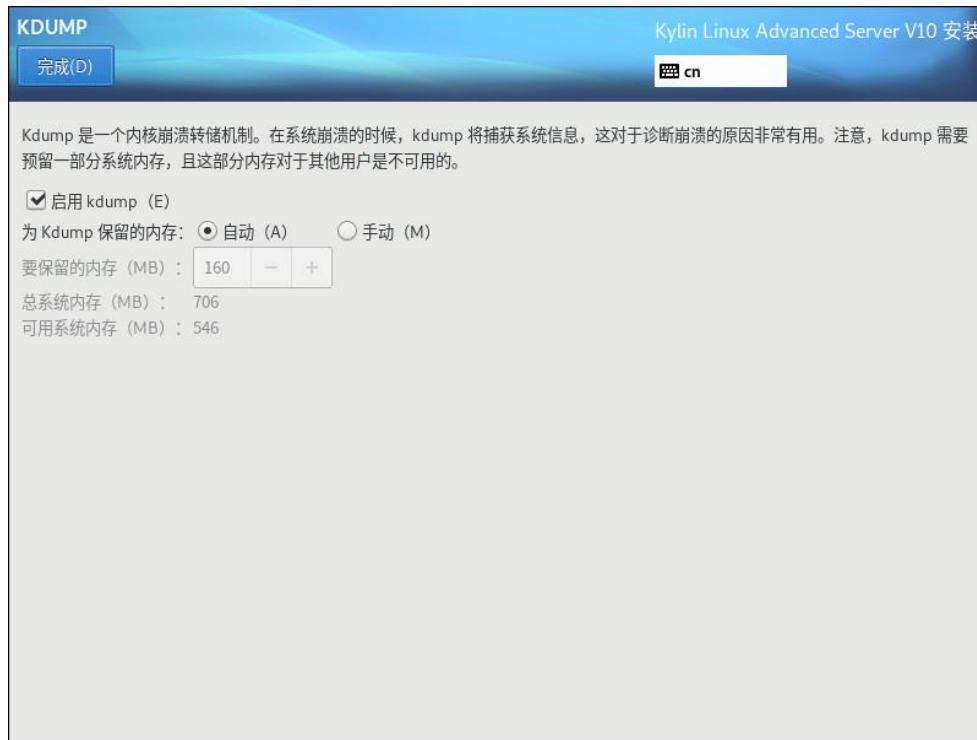 KDUMP
Kylin Linux Advanced Server V10 安装
完成(D)
cn
Kdump 是一个内核崩溃转储机制。在系统崩溃的时候，kdump 将捕获系统信息，这对于诊断崩溃的原因非常有用。注意，kdump 需要
预留一部分系统内存，且这部分内存对于其他用户是不可用的。
启用 kdump（E）
为 Kdump 保留的内存： 自动（A） 手动（M）
要保留的内存（MB）： 160 − +
总系统内存（MB）： 706
可用系统内存（MB）： 546